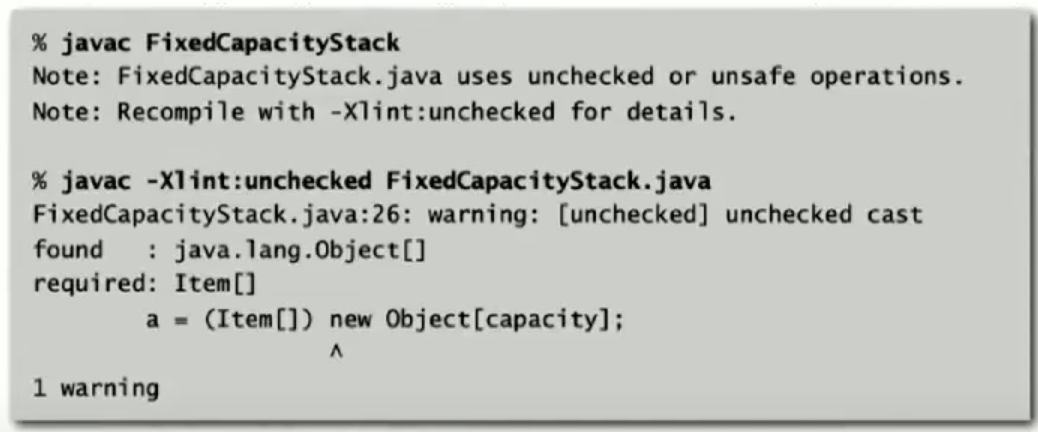 % javac FixedCapacityStack
Note: FixedCapacityStack.java uses unchecked or unsafe operations.
Note: Recompile with -Xlint:unchecked for details.
% javac -Xlint:unchecked FixedCapacityStack.java
FixedCapacityStack.java:26: warning: [unchecked] unchecked cast
found   : java.lang.Object[]
required: Item[]
        a = (Item[]) new Object[capacity];
                     ^
1 warning